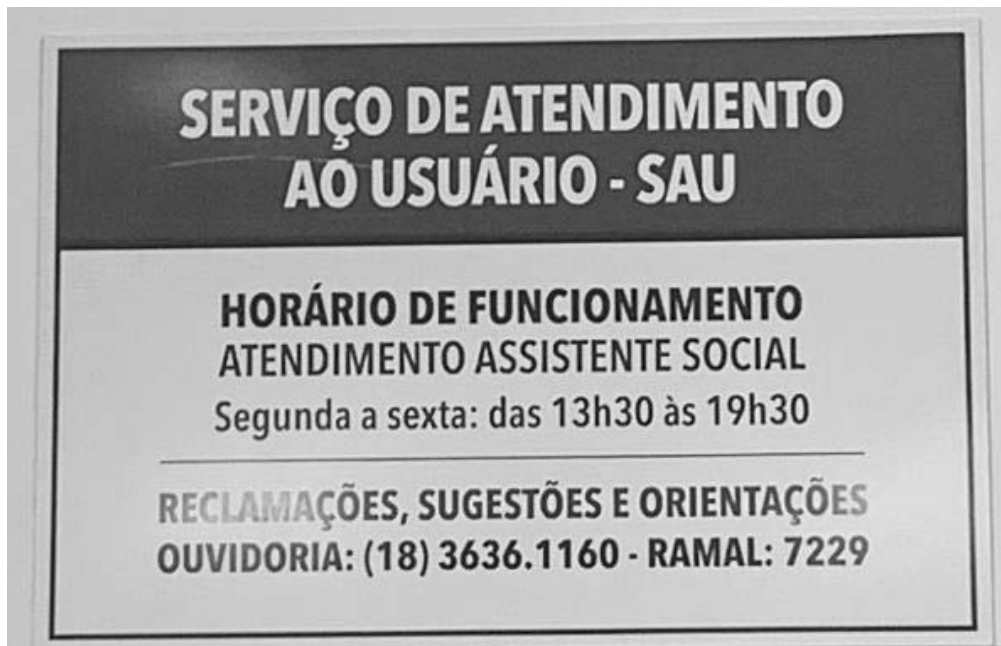 SERVIÇO DE ATENDIMENTO
AO USUÁRIO - SAU
HORÁRIO DE FUNCIONAMENTO
ATENDIMENTO ASSISTENTE SOCIAL
Segunda a sexta: das 13h30 às 19h30
RECLAMAÇÕES, SUGESTÕES E ORIENTAÇÕES
OUVIDORIA: (18) 3636.1160 - RAMAL: 7229